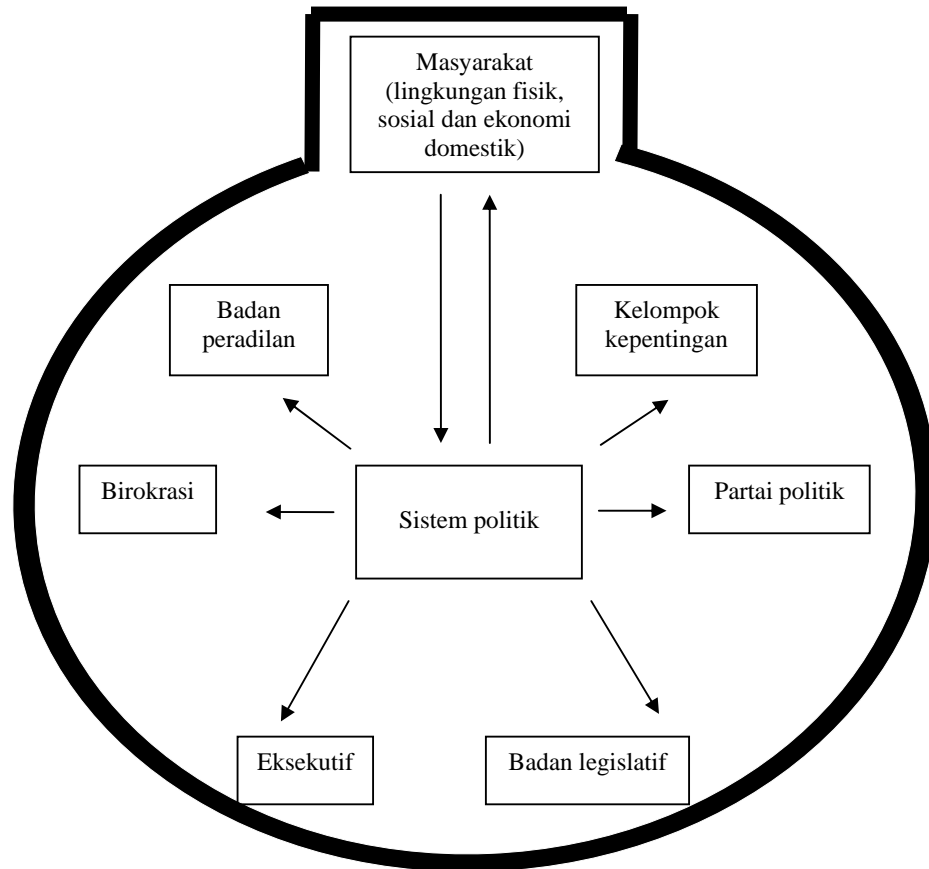 Masyarakat
(lingkungan fisik,
sosial dan ekonomi
domestik)
Badan
peradilan
Kelompok
kepentingan
Birokrasi
Sistem politik
Partai politik
Eksekutif
Badan legislatif